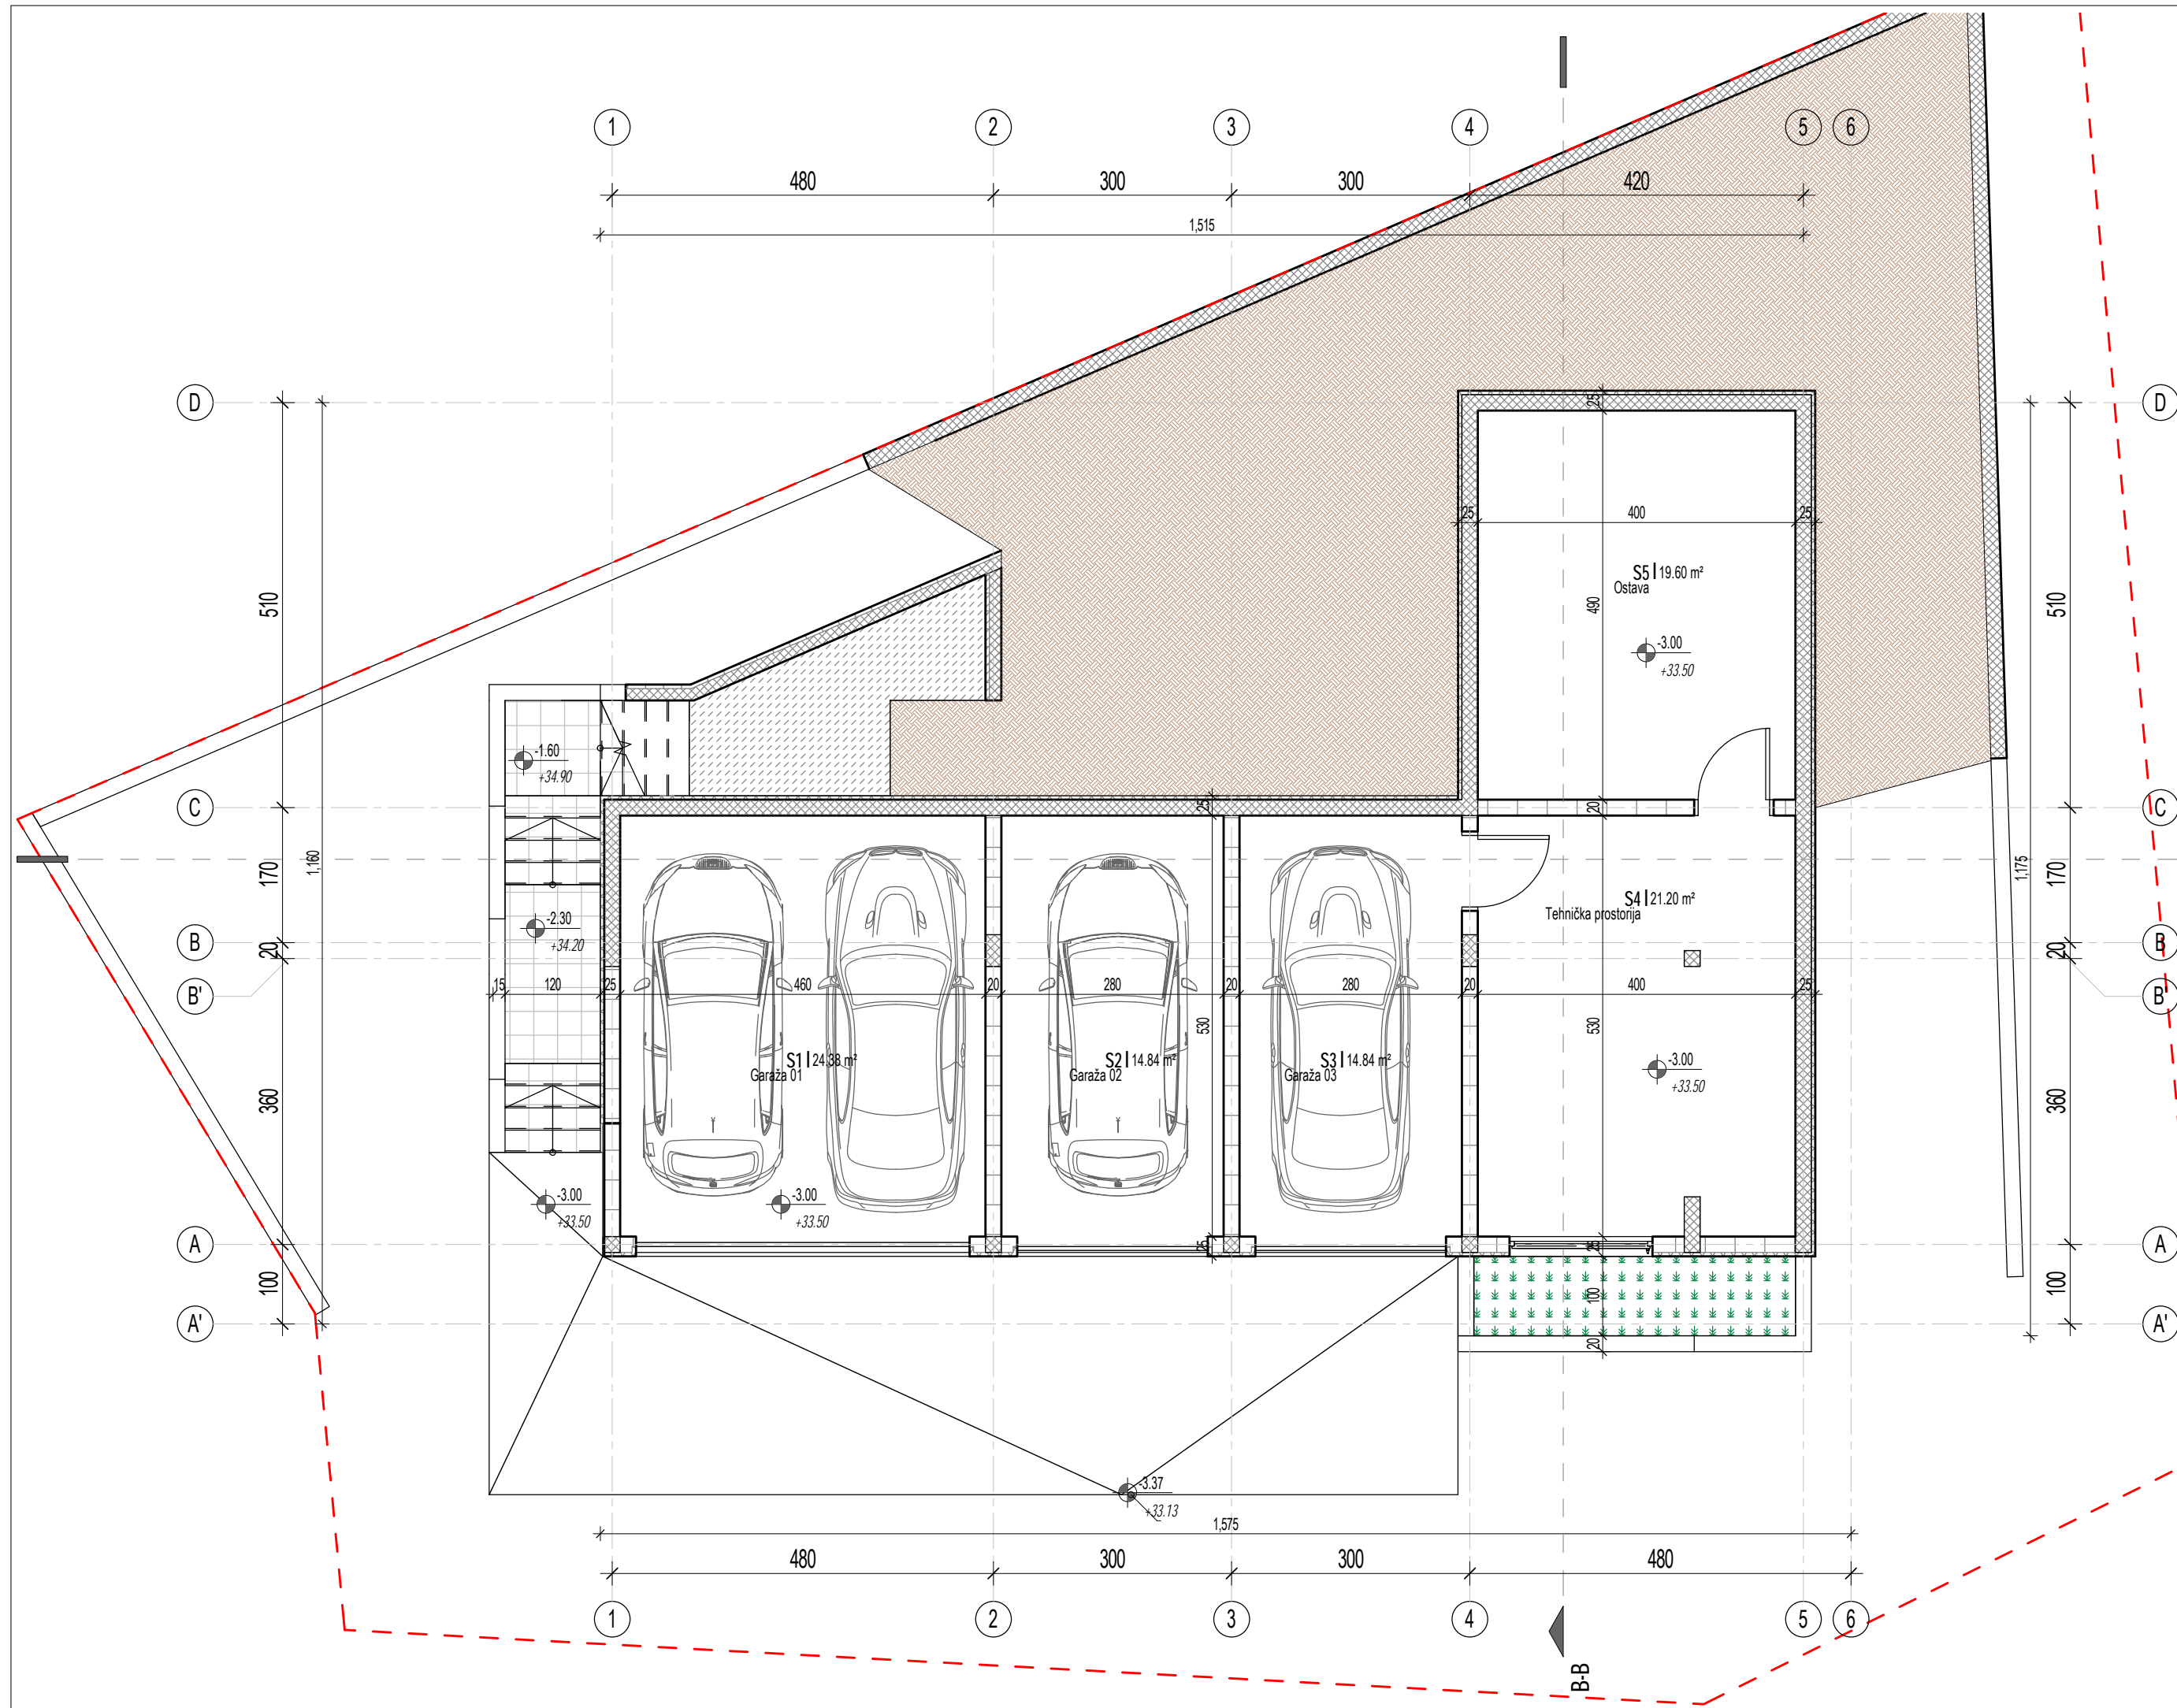 1 2 3 4 5 6
480 300 300 420
1,515
D D
25
25 400 25
S5 | 19.60 m²
Ostava
510 490 510
-3.00
+33.50
-1.60
+34.90
C C
25 20
170 1,160 1,175 170
S4 | 21.20 m²
Tehnička prostorija
-2.30
+34.20
B B
20 20
B' B'
15 120 25 460 20 280 20 280 20 400 25
530 530
S1 | 24.38 m² S2 | 14.84 m² S3 | 14.84 m²
Garaža 01 Garaža 02 Garaža 03
-3.00
+33.50
360 360
-3.00 -3.00
+33.50 +33.50
A A
25 25
100 100 100
A' A'
20
-3.37
+33.13
1,575
480 300 300 480
1 2 3 4 5 6
B-B